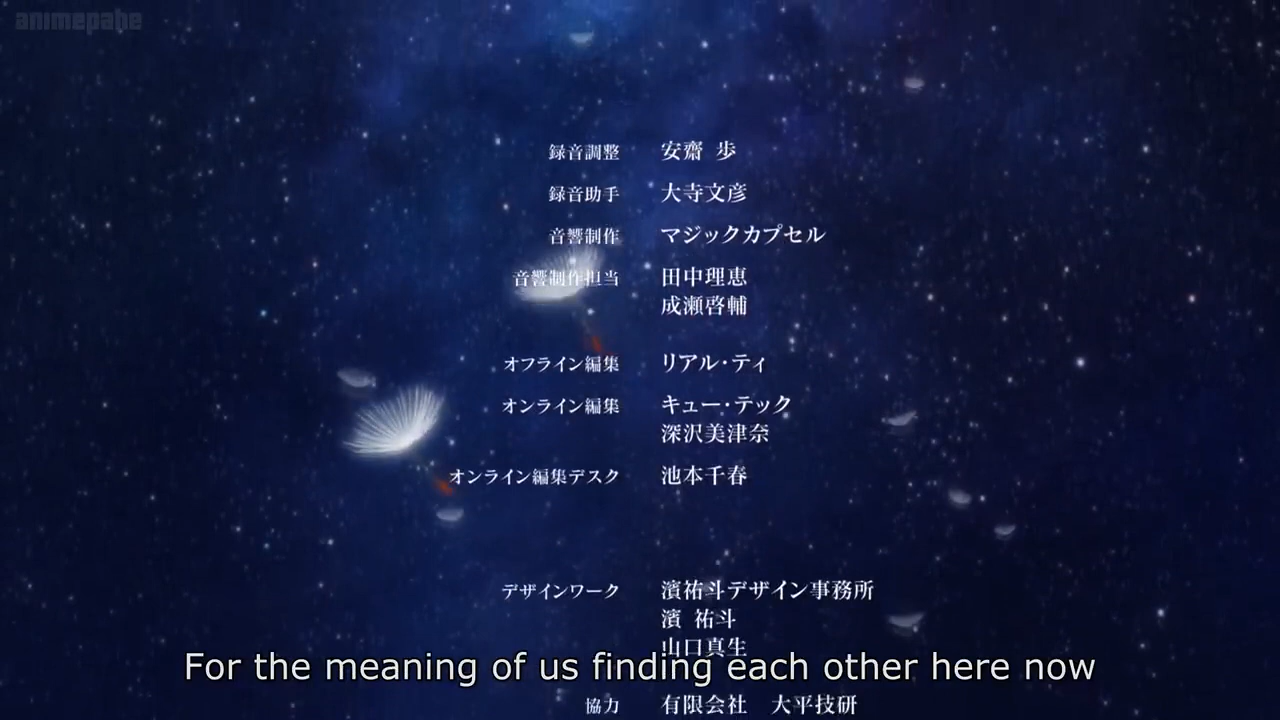 animepahe
録音調整 安齋 歩
録音助手 大寺文彦
音響制作 マジックカプセル
音響制作担当 田中理恵
成瀬啓輔
オフライン編集 リアル・ティ
オンライン編集 キュー・テック
深沢美津奈
オンライン編集デスク 池本千春
デザインワーク 濱祐斗デザイン事務所
濱 祐斗
山口真生
For the meaning of us finding each other here now
協力 有限会社 大平技研